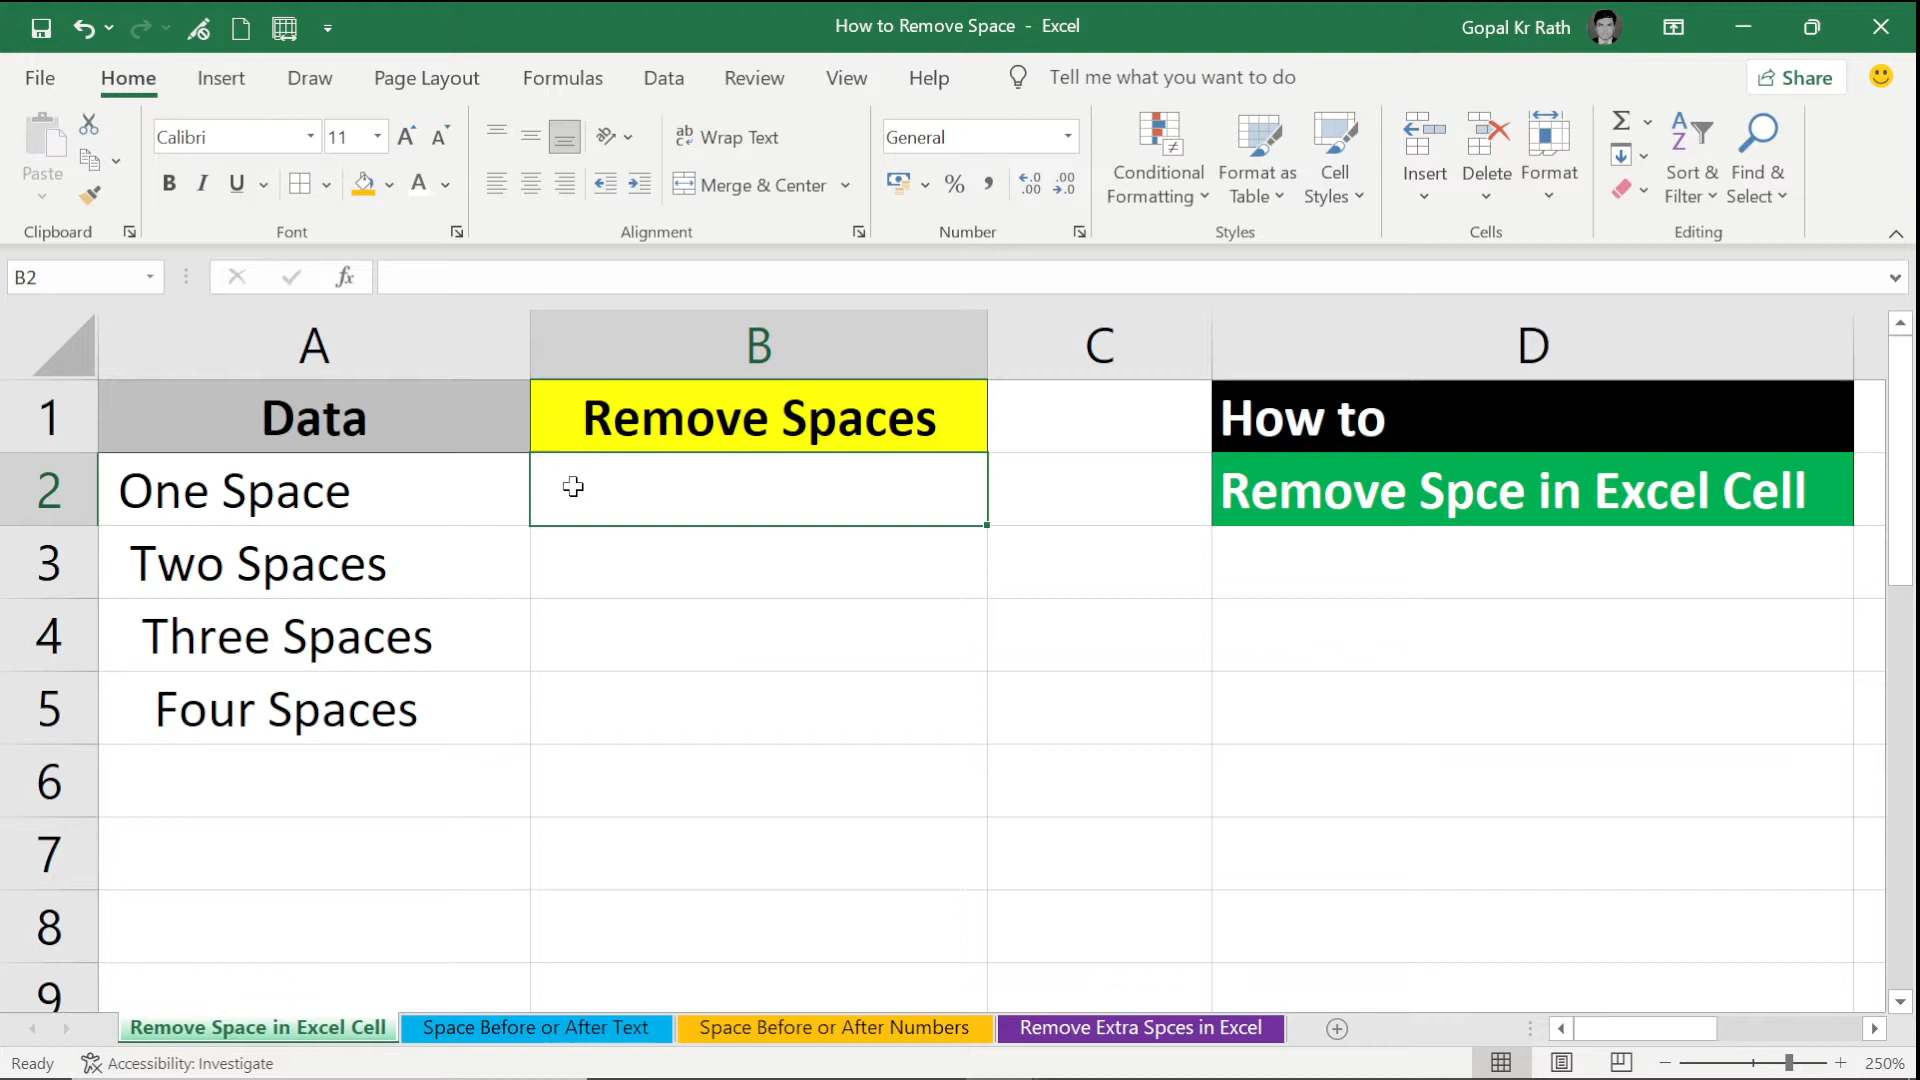 How to Remove Space - Excel
Gopal Kr Rath
File Home Insert Draw Page Layout Formulas Data Review View Help Tell me what you want to do Share
Paste
Clipboard
Calibri 11
A A
B I U A
Font
ab Wrap Text
Merge & Center
Alignment
General
% , .00 .00
Number
Conditional Formatting
Format as Table
Cell Styles
Styles
Insert Delete Format
Cells
Sort & Filter
Find & Select
Editing
B2 fx
A B C D
1 Data Remove Spaces How to
2 One Space Remove Spce in Excel Cell
3 Two Spaces
4 Three Spaces
5 Four Spaces
6
7
8
9
Remove Space in Excel Cell Space Before or After Text Space Before or After Numbers Remove Extra Spces in Excel
Ready Accessibility: Investigate 250%